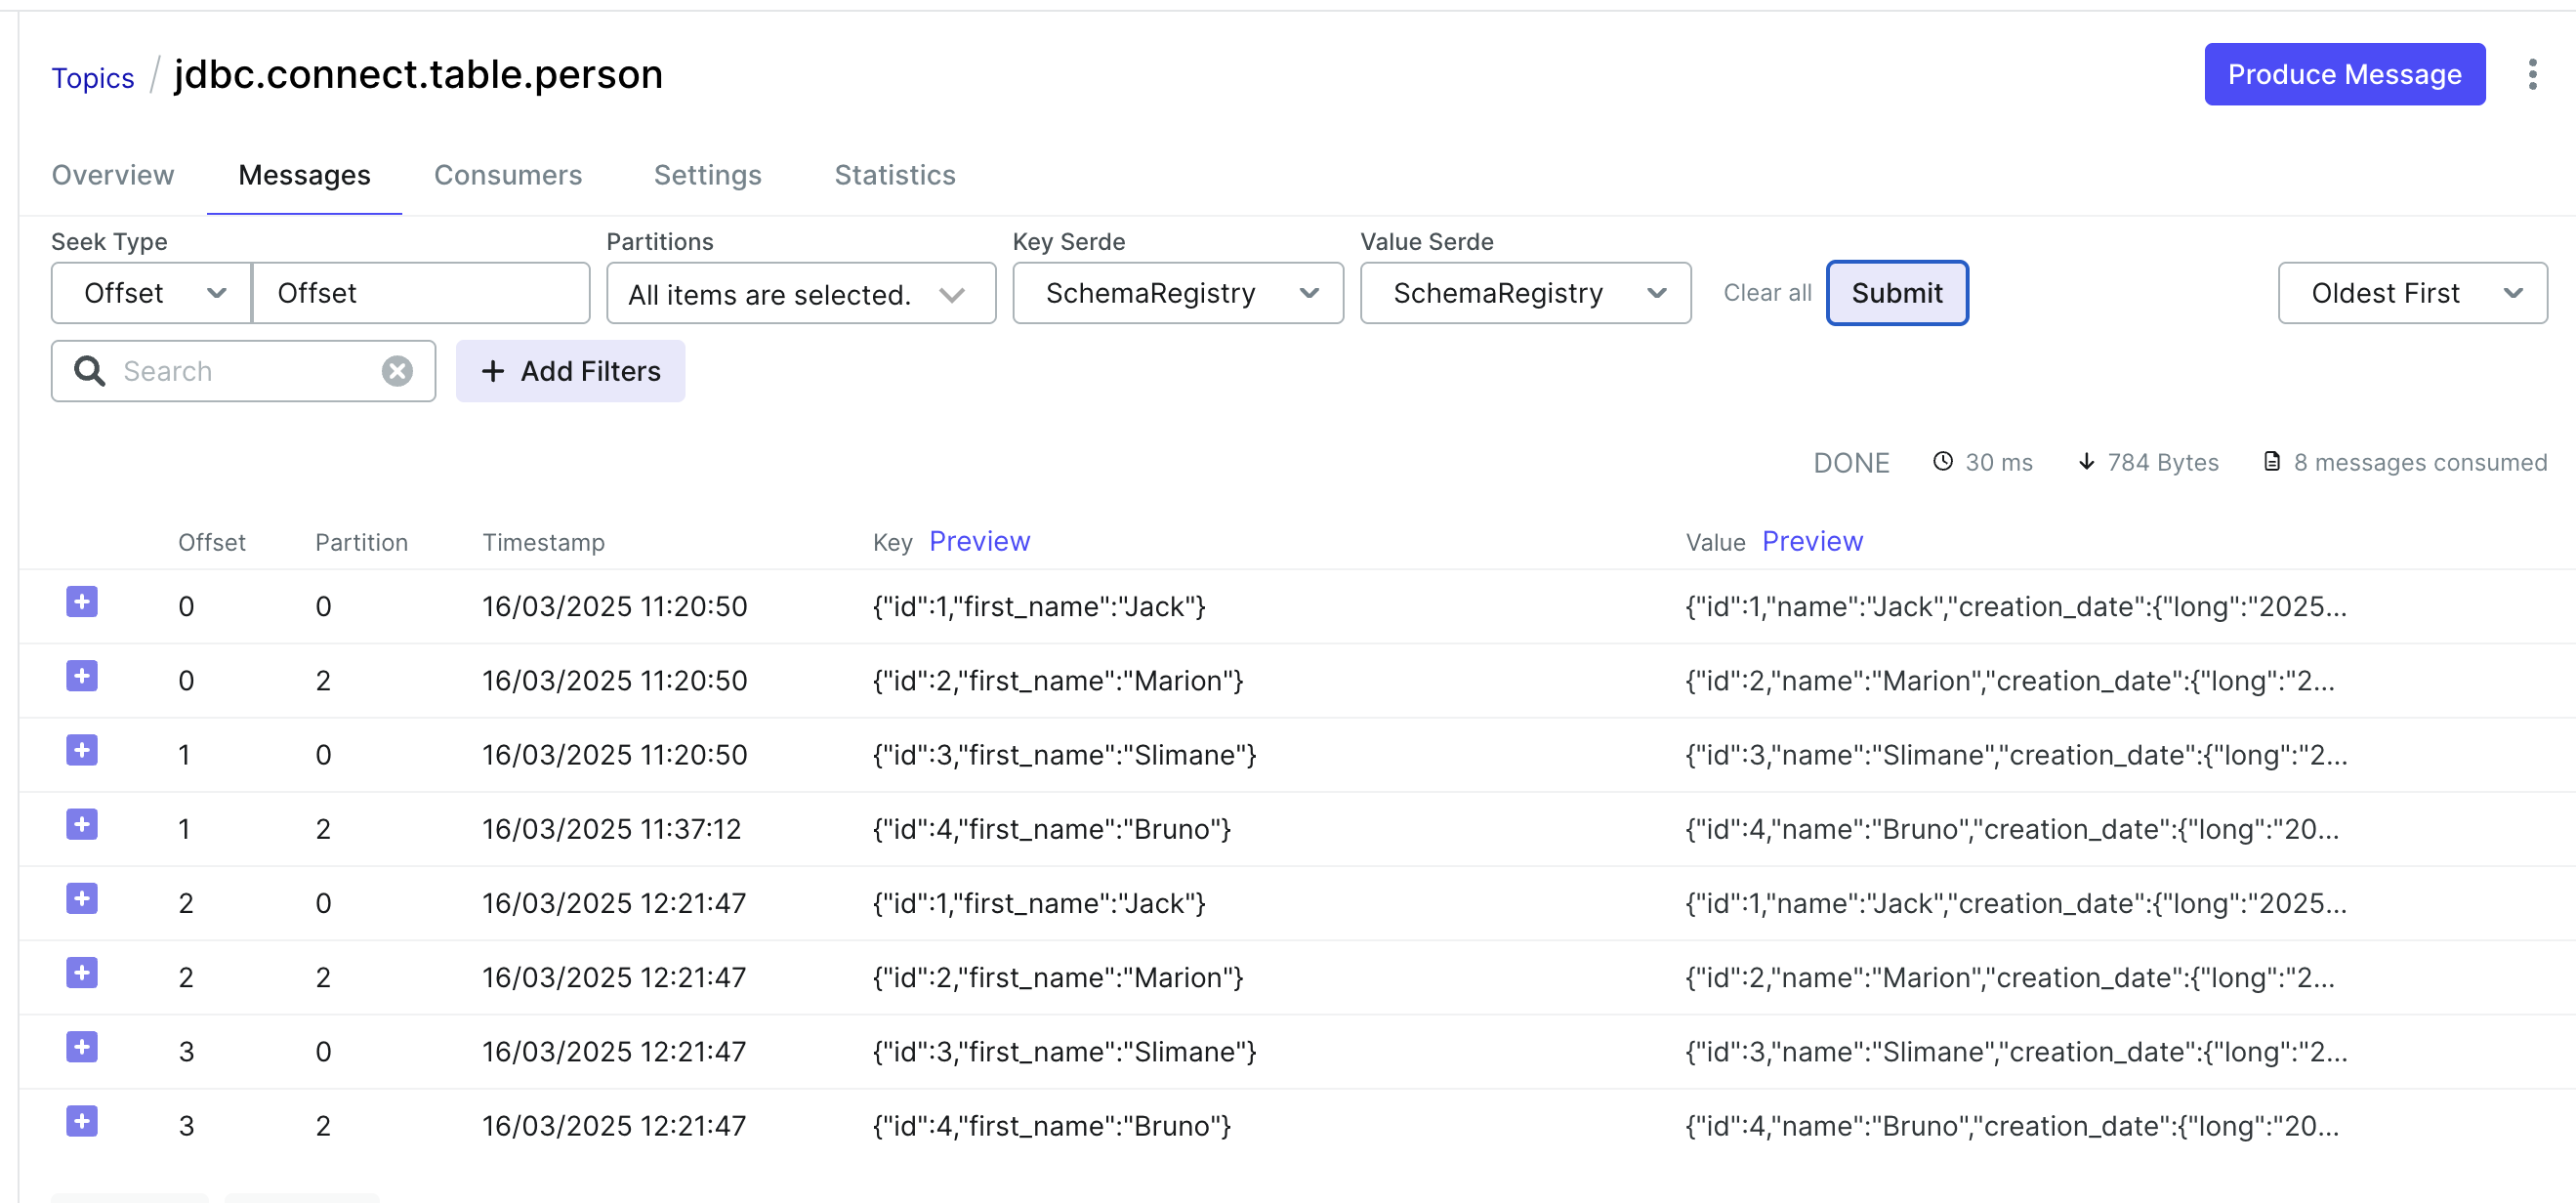 Topics / jdbc.connect.table.person Produce Message
Overview Messages Consumers Settings Statistics
Seek Type Partitions Key Serde Value Serde
Offset Offset All items are selected. SchemaRegistry SchemaRegistry Clear all Submit Oldest First
Search + Add Filters
DONE 30 ms 784 Bytes 8 messages consumed
Offset Partition Timestamp Key Preview Value Preview
0 0 16/03/2025 11:20:50 {"id":1,"first_name":"Jack"} {"id":1,"name":"Jack","creation_date":{"long":"2025...
0 2 16/03/2025 11:20:50 {"id":2,"first_name":"Marion"} {"id":2,"name":"Marion","creation_date":{"long":"2...
1 0 16/03/2025 11:20:50 {"id":3,"first_name":"Slimane"} {"id":3,"name":"Slimane","creation_date":{"long":"2...
1 2 16/03/2025 11:37:12 {"id":4,"first_name":"Bruno"} {"id":4,"name":"Bruno","creation_date":{"long":"20...
2 0 16/03/2025 12:21:47 {"id":1,"first_name":"Jack"} {"id":1,"name":"Jack","creation_date":{"long":"2025...
2 2 16/03/2025 12:21:47 {"id":2,"first_name":"Marion"} {"id":2,"name":"Marion","creation_date":{"long":"2...
3 0 16/03/2025 12:21:47 {"id":3,"first_name":"Slimane"} {"id":3,"name":"Slimane","creation_date":{"long":"2...
3 2 16/03/2025 12:21:47 {"id":4,"first_name":"Bruno"} {"id":4,"name":"Bruno","creation_date":{"long":"20...